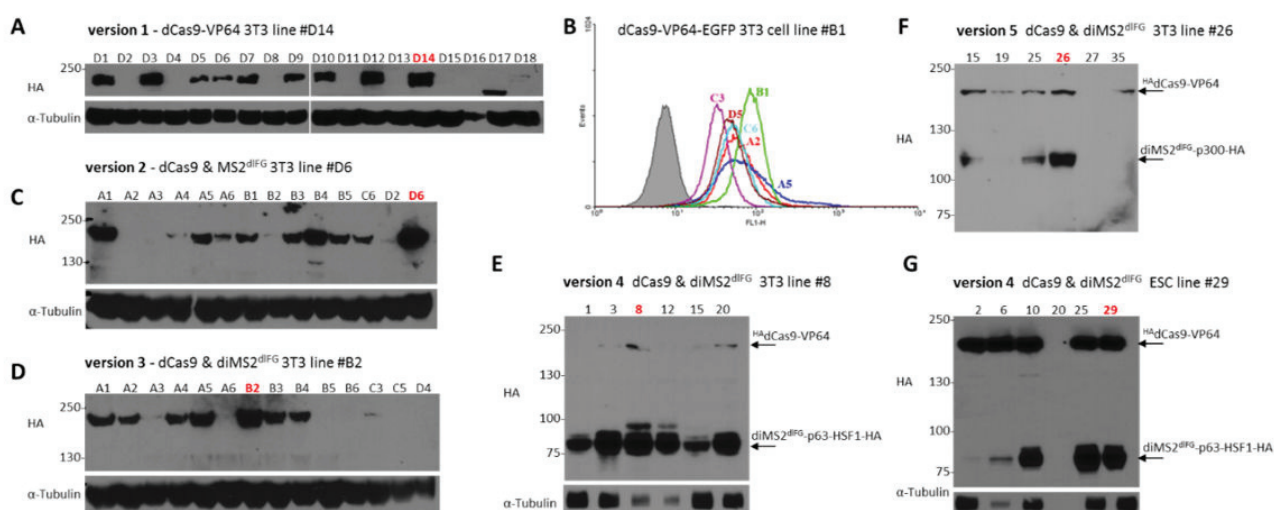 A version 1 - dCas9-VP64 3T3 line #D14
D1 D2 D3 D4 D5 D6 D7 D8 D9 D10 D11 D12 D13 D14 D15 D16 D17 D18
250
HA
α-Tubulin
B dCas9-VP64-EGFP 3T3 cell line #B1
1024
Events
0
C3
B1
D5
C6
A2
A5
10⁰ 10¹ 10² 10³ 10⁴
FL1-H
version 2 - dCas9 & MS2dIFG 3T3 line #D6
C
A1 A2 A3 A4 A5 A6 B1 B2 B3 B4 B5 C6 D2 D6
250
HA
130
α-Tubulin
version 3 - dCas9 & diMS2dIFG 3T3 line #B2
D
A1 A2 A3 A4 A5 A6 B2 B3 B4 B5 B6 C3 C5 D4
250
HA
130
α-Tubulin
E version 4 dCas9 & diMS2dIFG 3T3 line #8
1 3 8 12 15 20
250
HAdCas9-VP64
130
HA
100
diMS2dIFG-p63-HSF1-HA
75
α-Tubulin
F version 5 dCas9 & diMS2dIFG 3T3 line #26
15 19 25 26 27 35
250
HAdCas9-VP64
HA
130
diMS2dIFG-p300-HA
100
75
G version 4 dCas9 & diMS2dIFG ESC line #29
2 6 10 20 25 29
250
HAdCas9-VP64
130
HA
100
diMS2dIFG-p63-HSF1-HA
75
α-Tubulin